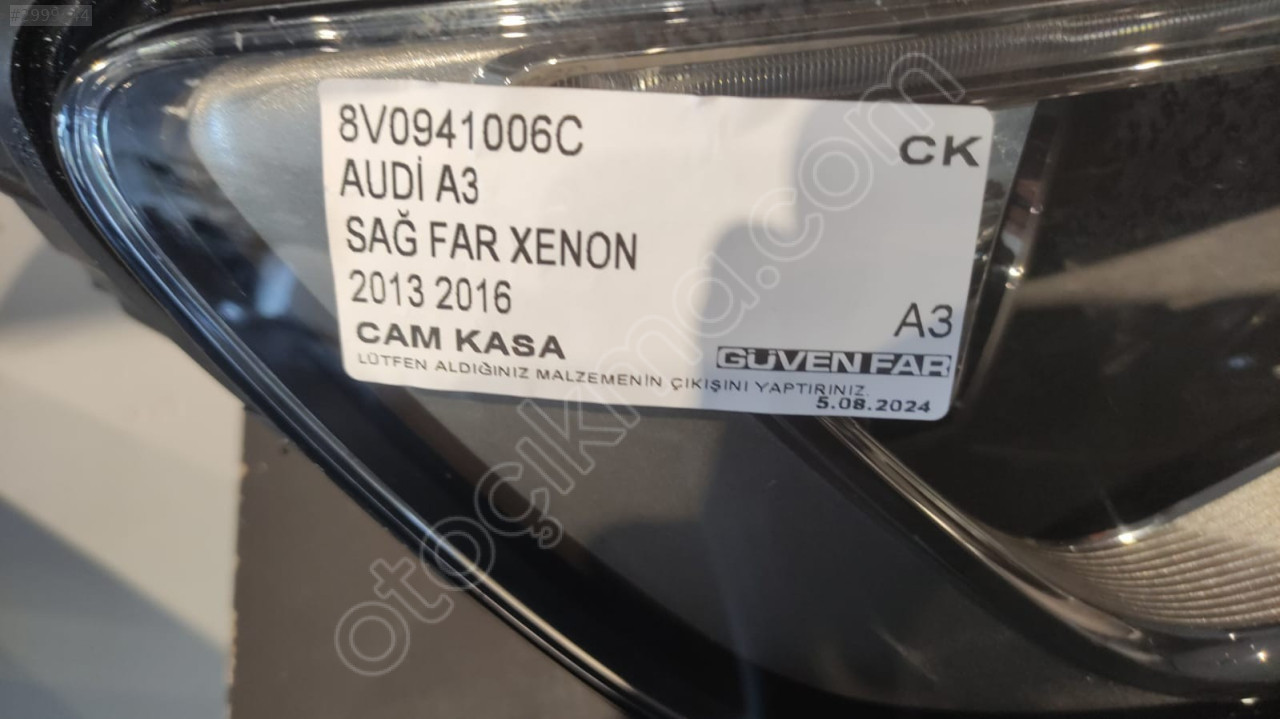 8V0941006C
CK
AUDİ A3
SAĞ FAR XENON
2013 2016
A3
CAM KASA
GÜVEN FAR
LÜTFEN ALDIĞINIZ MALZEMENİN ÇIKIŞINI YAPTIRINIZ.
5.08.2024
otoçıkma.com